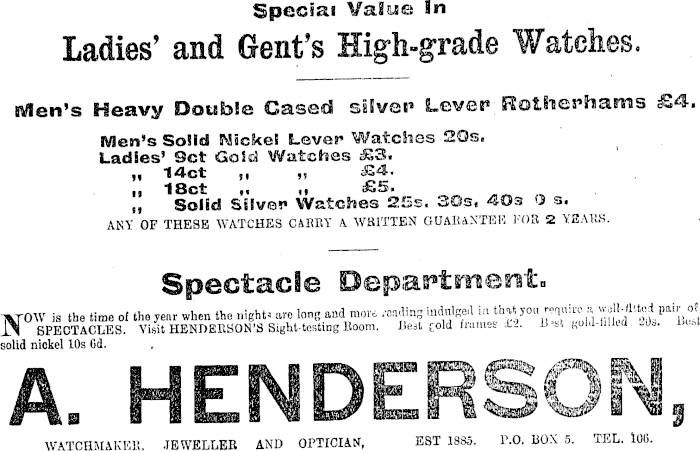 Special Value In
Ladies' and Gent's High-grade Watches.
Men's Heavy Double Cased silver Lever Rotherhams £4.
Men's Solid Nickel Lever Watches 20s.
Ladies' 9ct Gold Watches £3.
„ 14ct „ „ £4.
„ 18ct „ „ £5.
„ Solid Silver Watches 25s, 30s, 40s s.
ANY OF THESE WATCHES CARRY A WRITTEN GUARANTEE FOR 2 YEARS.
Spectacle Department.
NOW is the time of the year when the nights are long and more reading indulged in that you require a well-fitted pair of
SPECTACLES. Visit HENDERSON'S Sight-testing Room. Best gold frames £2. Best gold-filled 20s. Best
solid nickel 10s 6d.
A. HENDERSON,
WATCHMAKER, JEWELLER AND OPTICIAN, EST 1885. P.O. BOX 5. TEL. 106.